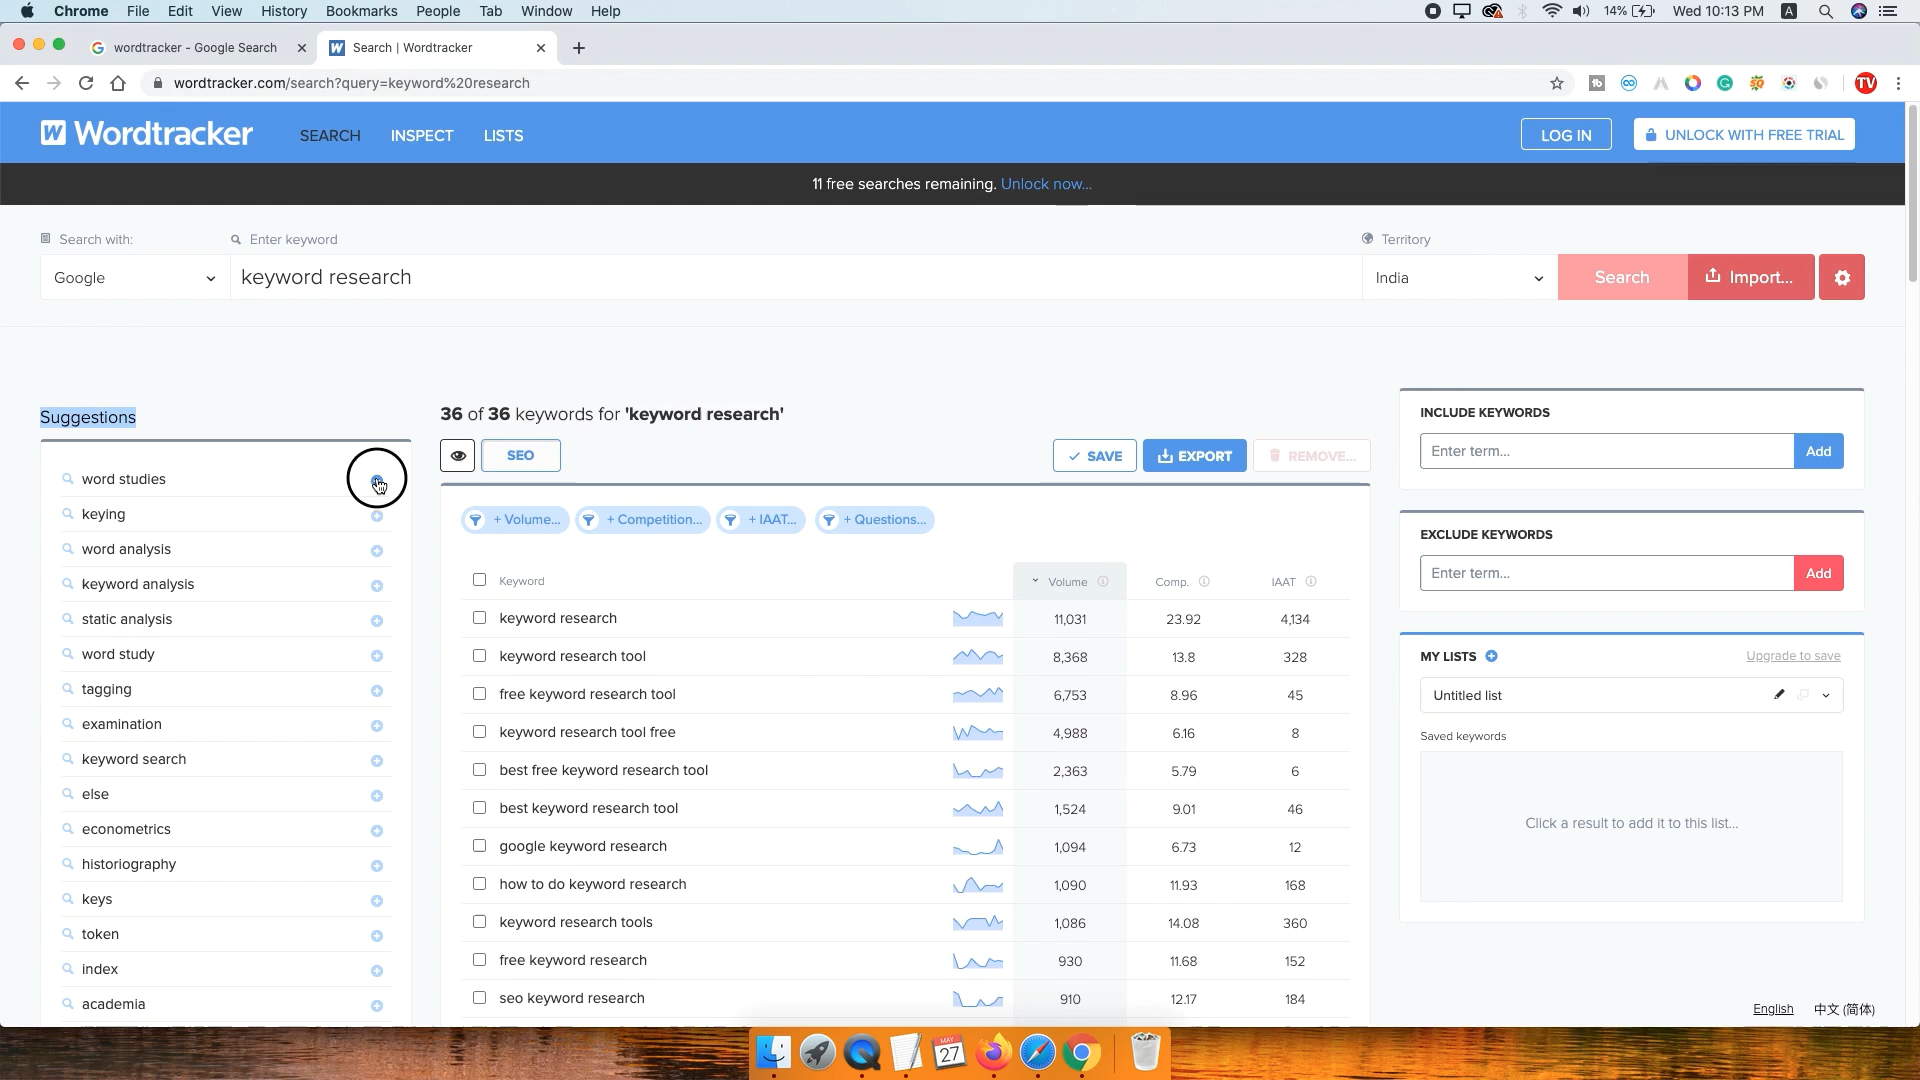 Chrome File Edit View History Bookmarks People Tab Window Help 14% Wed 10:13 PM A
wordtracker - Google Search
Search | Wordtracker
wordtracker.com/search?query=keyword%20research
TV
W Wordtracker SEARCH INSPECT LISTS LOG IN UNLOCK WITH FREE TRIAL
11 free searches remaining. Unlock now...
Search with: Enter keyword Territory
Google keyword research India Search Import...
Suggestions
word studies
keying
word analysis
keyword analysis
static analysis
word study
tagging
examination
keyword search
else
econometrics
historiography
keys
token
index
academia
36 of 36 keywords for 'keyword research'
SEO SAVE EXPORT REMOVE...
+ Volume... + Competition... + IAAT... + Questions...
Keyword Volume Comp. IAAT
keyword research 11,031 23.92 4,134
keyword research tool 8,368 13.8 328
free keyword research tool 6,753 8.96 45
keyword research tool free 4,988 6.16 8
best free keyword research tool 2,363 5.79 6
best keyword research tool 1,524 9.01 46
google keyword research 1,094 6.73 12
how to do keyword research 1,090 11.93 168
keyword research tools 1,086 14.08 360
free keyword research 930 11.68 152
seo keyword research 910 12.17 184
INCLUDE KEYWORDS
Enter term... Add
EXCLUDE KEYWORDS
Enter term... Add
MY LISTS Upgrade to save
Untitled list
Saved keywords
Click a result to add it to this list...
English 中文 (简体)
MAY
27